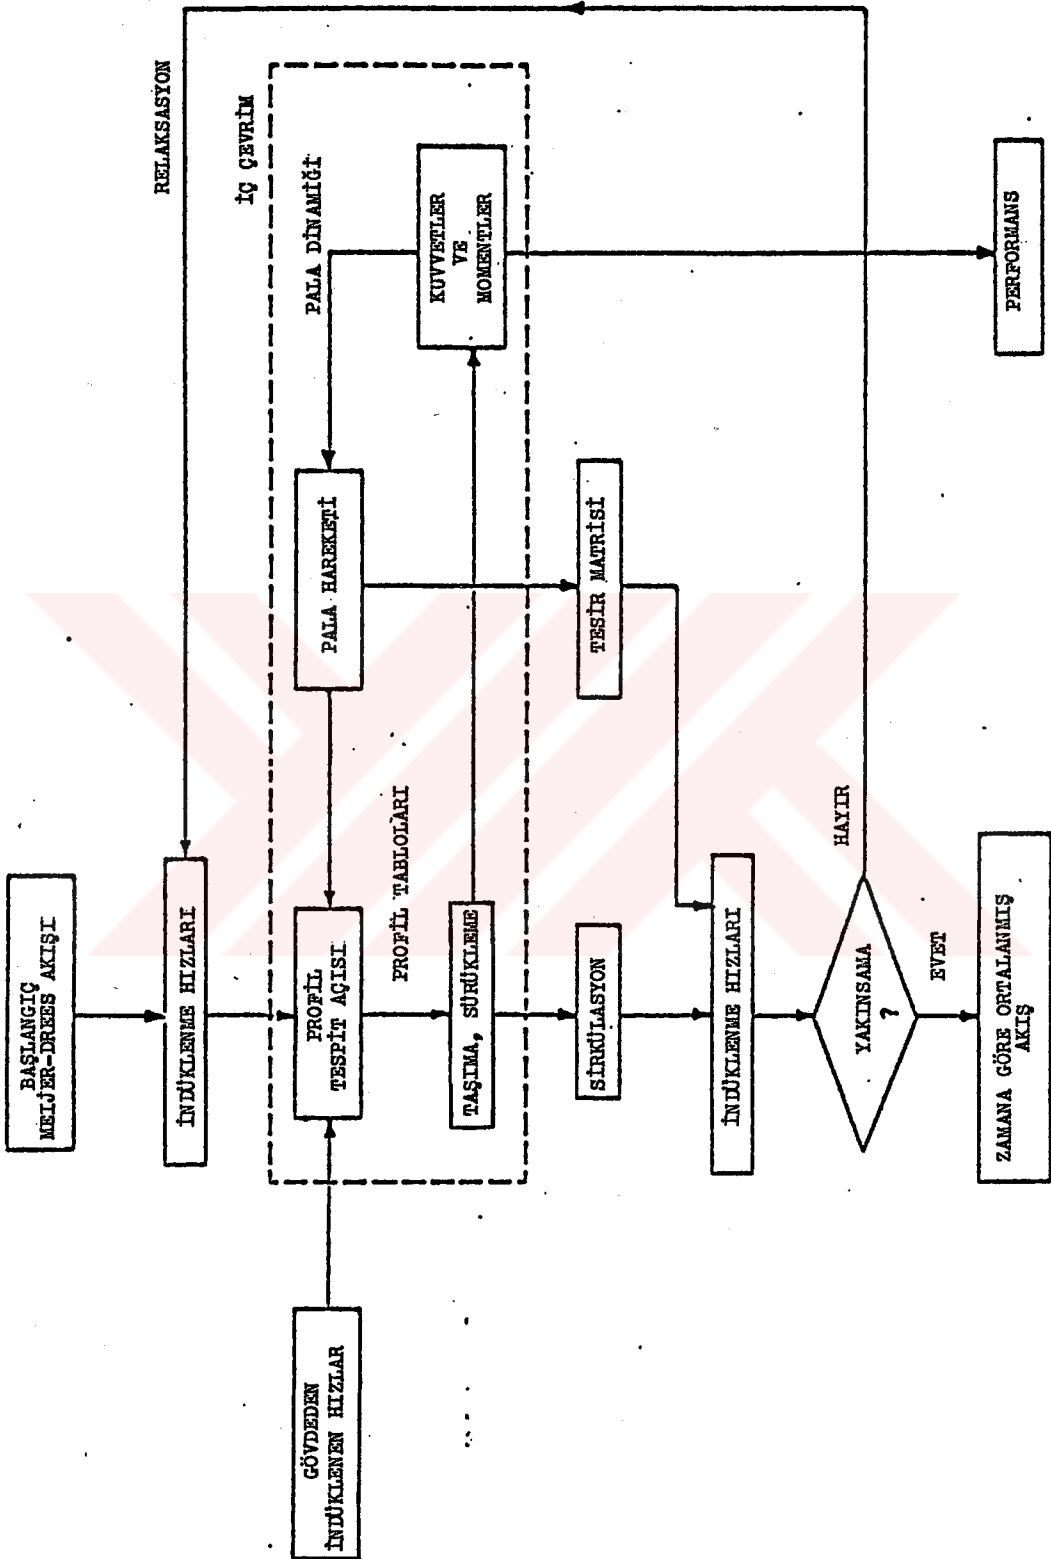 BAŞLANGIÇ
MEIJER-DREES AKIŞI
İNDÜKLENME HIZLARI
RELAKSASYON
İÇ ÇEVRİM
GÖVDEDEN
İNDÜKLENEN HIZLAR
PROFİL
TESPİT AÇISI
PALA HAREKETİ
PALA DİNAMİĞİ
PROFİL TABLOLARI
TAŞIMA, SÜRÜKLEME
KUVVETLER
VE
MOMENTLER
SİRKÜLASYON
TESİR MATRİSİ
İNDÜKLENME HIZLARI
YAKINSAMA
?
HAYIR
EVET
ZAMANA GÖRE ORTALANMIŞ
AKIŞ
PERFORMANS